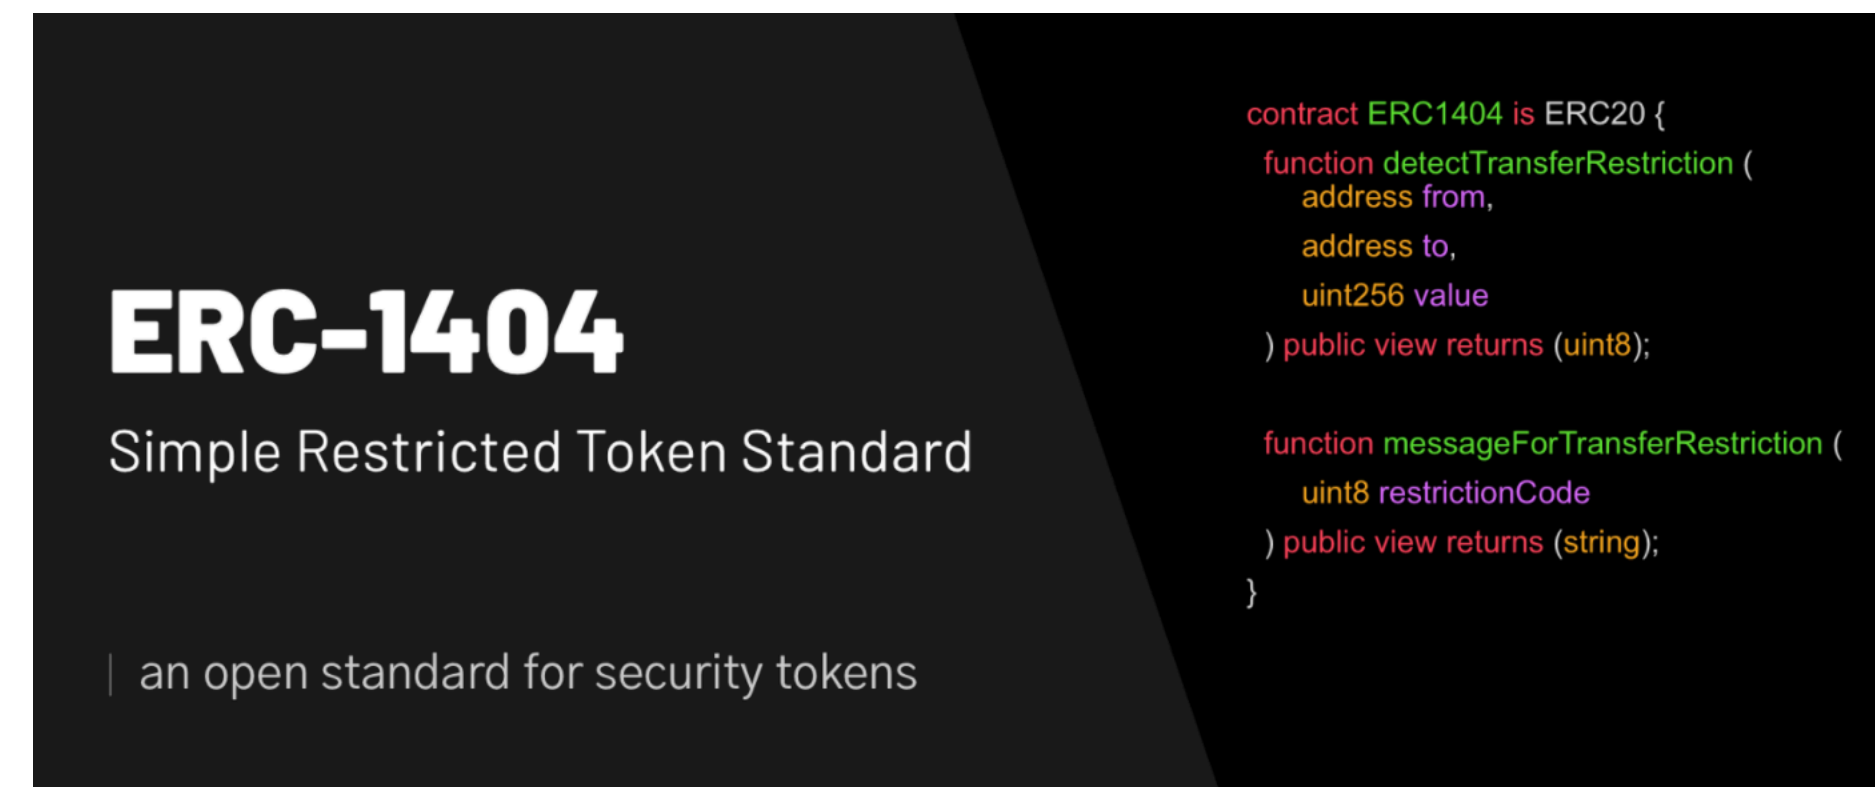 ERC-1404
Simple Restricted Token Standard
an open standard for security tokens
contract ERC1404 is ERC20 {
function detectTransferRestriction (
address from,
address to,
uint256 value
) public view returns (uint8);
function messageForTransferRestriction (
uint8 restrictionCode
) public view returns (string);
}